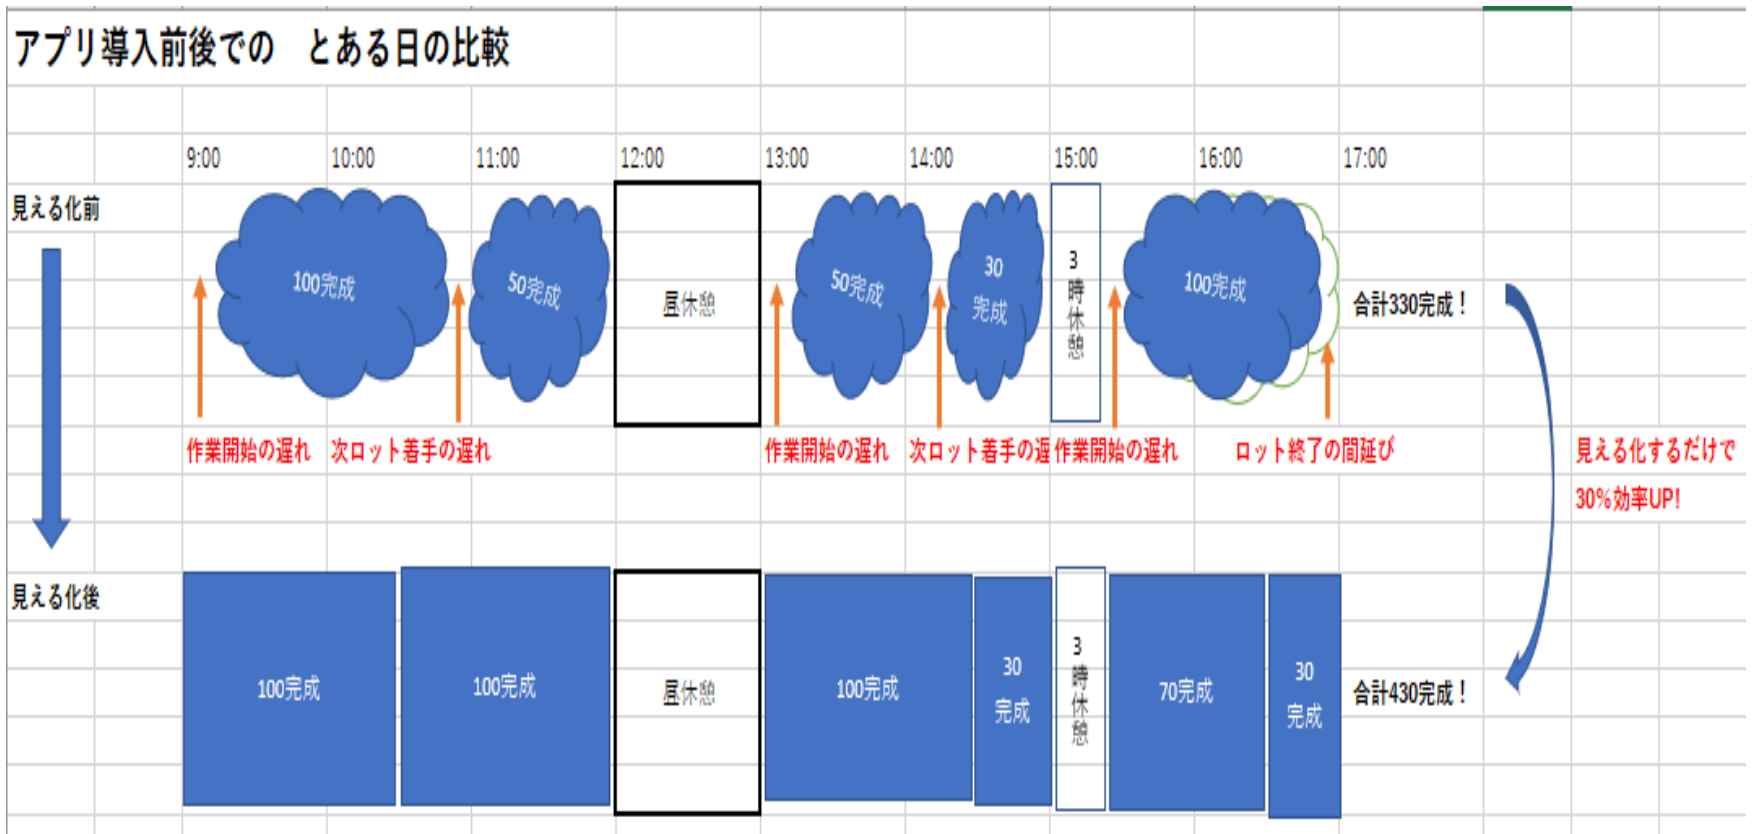 アプリ導入前後での　とある日の比較
9:00 10:00 11:00 12:00 13:00 14:00 15:00 16:00 17:00
見える化前
100完成
50完成
昼休憩
50完成
30
完成
3時休憩
100完成
合計330完成！
作業開始の遅れ
次ロット着手の遅れ
作業開始の遅れ
次ロット着手の遅
作業開始の遅れ
ロット終了の間延び
見える化するだけで
30%効率UP!
見える化後
100完成
100完成
昼休憩
100完成
30
完成
3時休憩
70完成
30
完成
合計430完成！